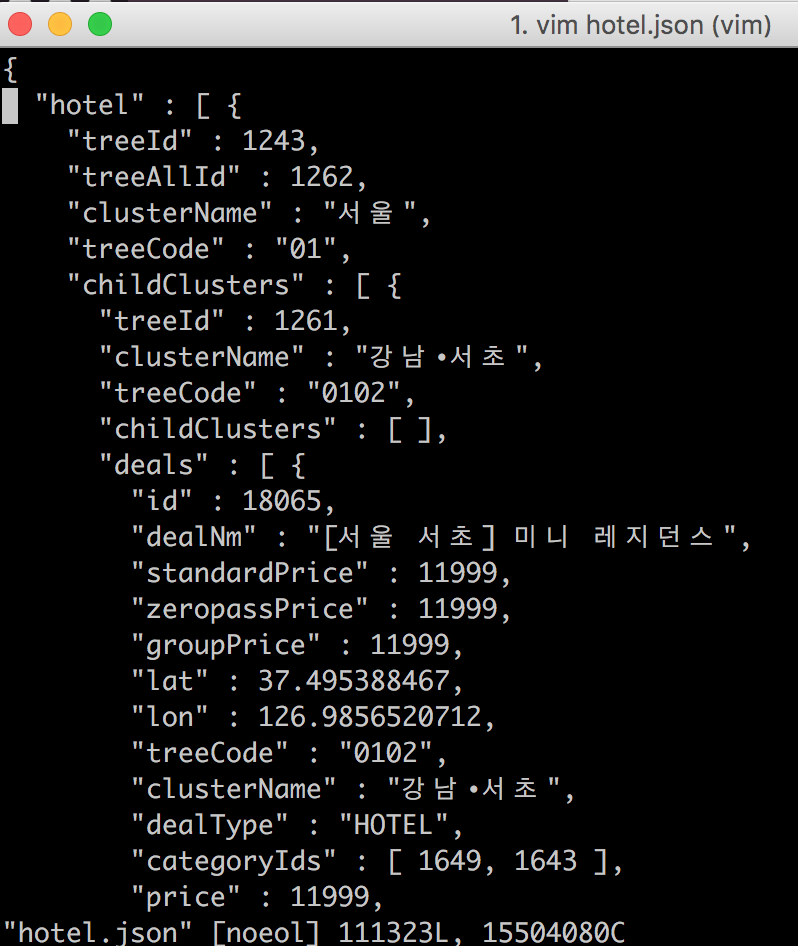 1. vim hotel.json (vim)
{
"hotel" : [ {
"treeId" : 1243,
"treeAllId" : 1262,
"clusterName" : "서울",
"treeCode" : "01",
"childClusters" : [ {
"treeId" : 1261,
"clusterName" : "강남•서초",
"treeCode" : "0102",
"childClusters" : [ ],
"deals" : [ {
"id" : 18065,
"dealNm" : "[서울 서초] 미니 레지던스",
"standardPrice" : 11999,
"zeropassPrice" : 11999,
"groupPrice" : 11999,
"lat" : 37.495388467,
"lon" : 126.9856520712,
"treeCode" : "0102",
"clusterName" : "강남•서초",
"dealType" : "HOTEL",
"categoryIds" : [ 1649, 1643 ],
"price" : 11999,
"hotel.json" [noeol] 111323L, 15504080C